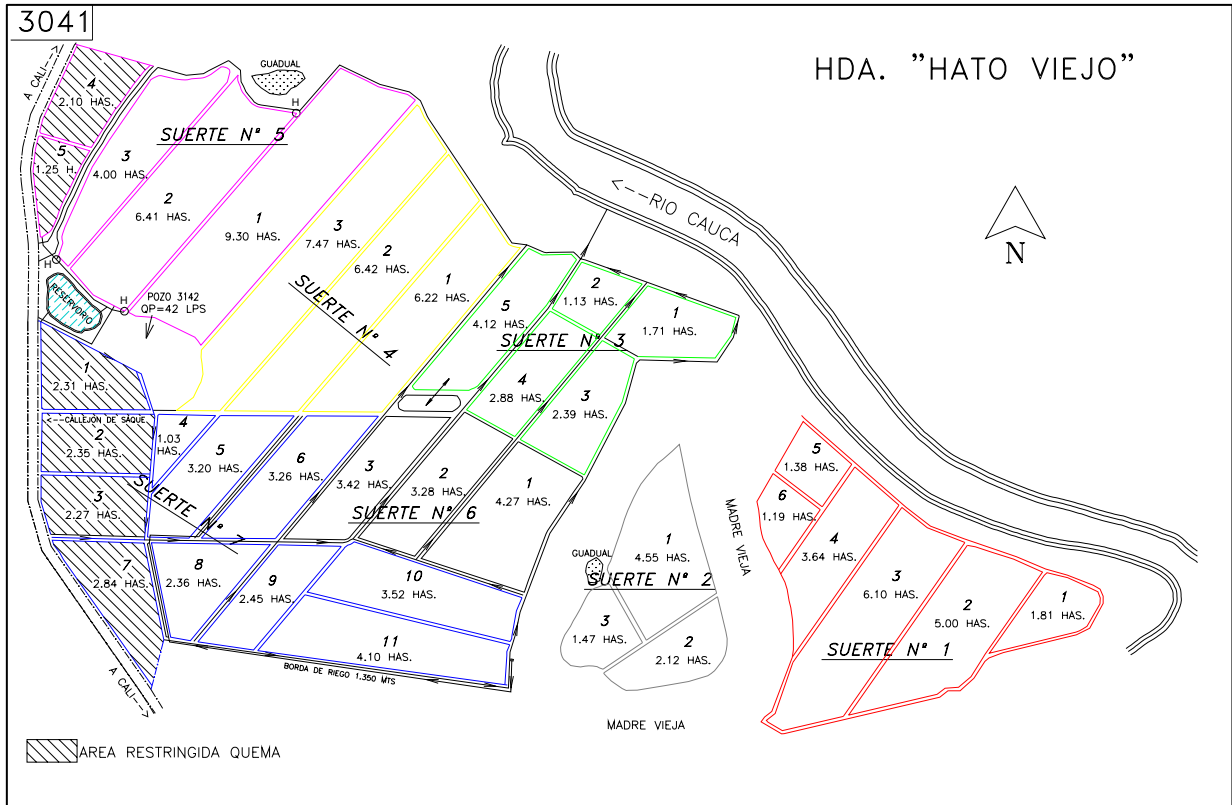 3041
HDA. "HATO VIEJO"
A CALI-->
GUADUAL
4
2.10 HAS.
5
1.25 H.
H
SUERTE Nª 5
3
4.00 HAS.
2
6.41 HAS.
1
9.30 HAS.
H
H
RESERVORIO
POZO 3142
QP=42 LPS
3
7.47 HAS.
2
6.42 HAS.
1
6.22 HAS.
SUERTE Nª 4
<--RIO CAUCA
N
5
4.12 HAS.
2
1.13 HAS.
1
1.71 HAS.
SUERTE Nª 3
4
2.88 HAS.
3
2.39 HAS.
1
2.31 HAS.
<--CALLEJON DE SAQUE
2
2.35 HAS.
3
2.27 HAS.
4
1.03
HAS.
5
3.20 HAS.
6
3.26 HAS.
SUERTE Nª
3
3.42 HAS.
2
3.28 HAS.
1
4.27 HAS.
SUERTE Nª 6
7
2.84 HAS.
8
2.36 HAS.
9
2.45 HAS.
10
3.52 HAS.
11
4.10 HAS.
BORDA DE RIEGO 1.350 MTS
A CALI-->
GUADUAL
1
4.55 HAS.
SUERTE Nª 2
3
1.47 HAS.
2
2.12 HAS.
MADRE VIEJA
MADRE VIEJA
5
1.38 HAS.
6
1.19 HAS.
4
3.64 HAS.
3
6.10 HAS.
2
5.00 HAS.
1
1.81 HAS.
SUERTE Nª 1
AREA RESTRINGIDA QUEMA